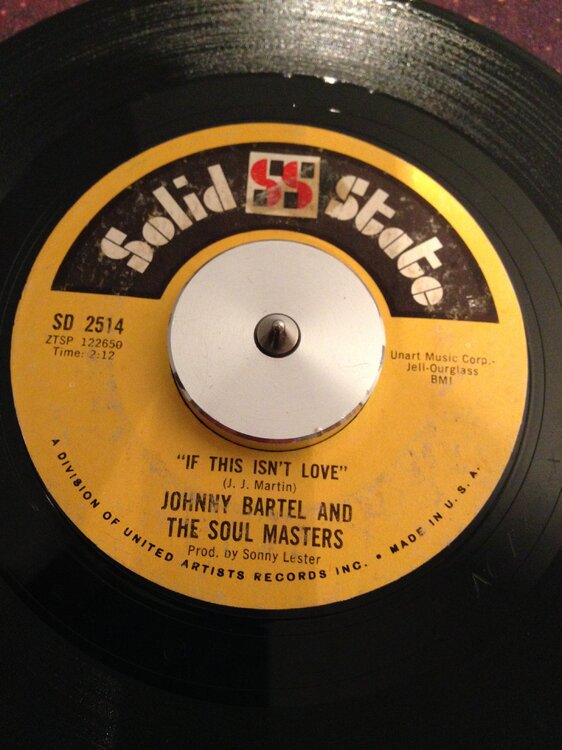 Solid SS State
SD 2514
ZTSP 122650
Time: 2:12
Unart Music Corp.-
Jell-Ourglass
BMI
"IF THIS ISN'T LOVE"
(J. J. Martin)
JOHNNY BARTEL AND
THE SOUL MASTERS
Prod. by Sonny Lester
A DIVISION OF UNITED ARTISTS RECORDS INC. • MADE IN U. S. A.